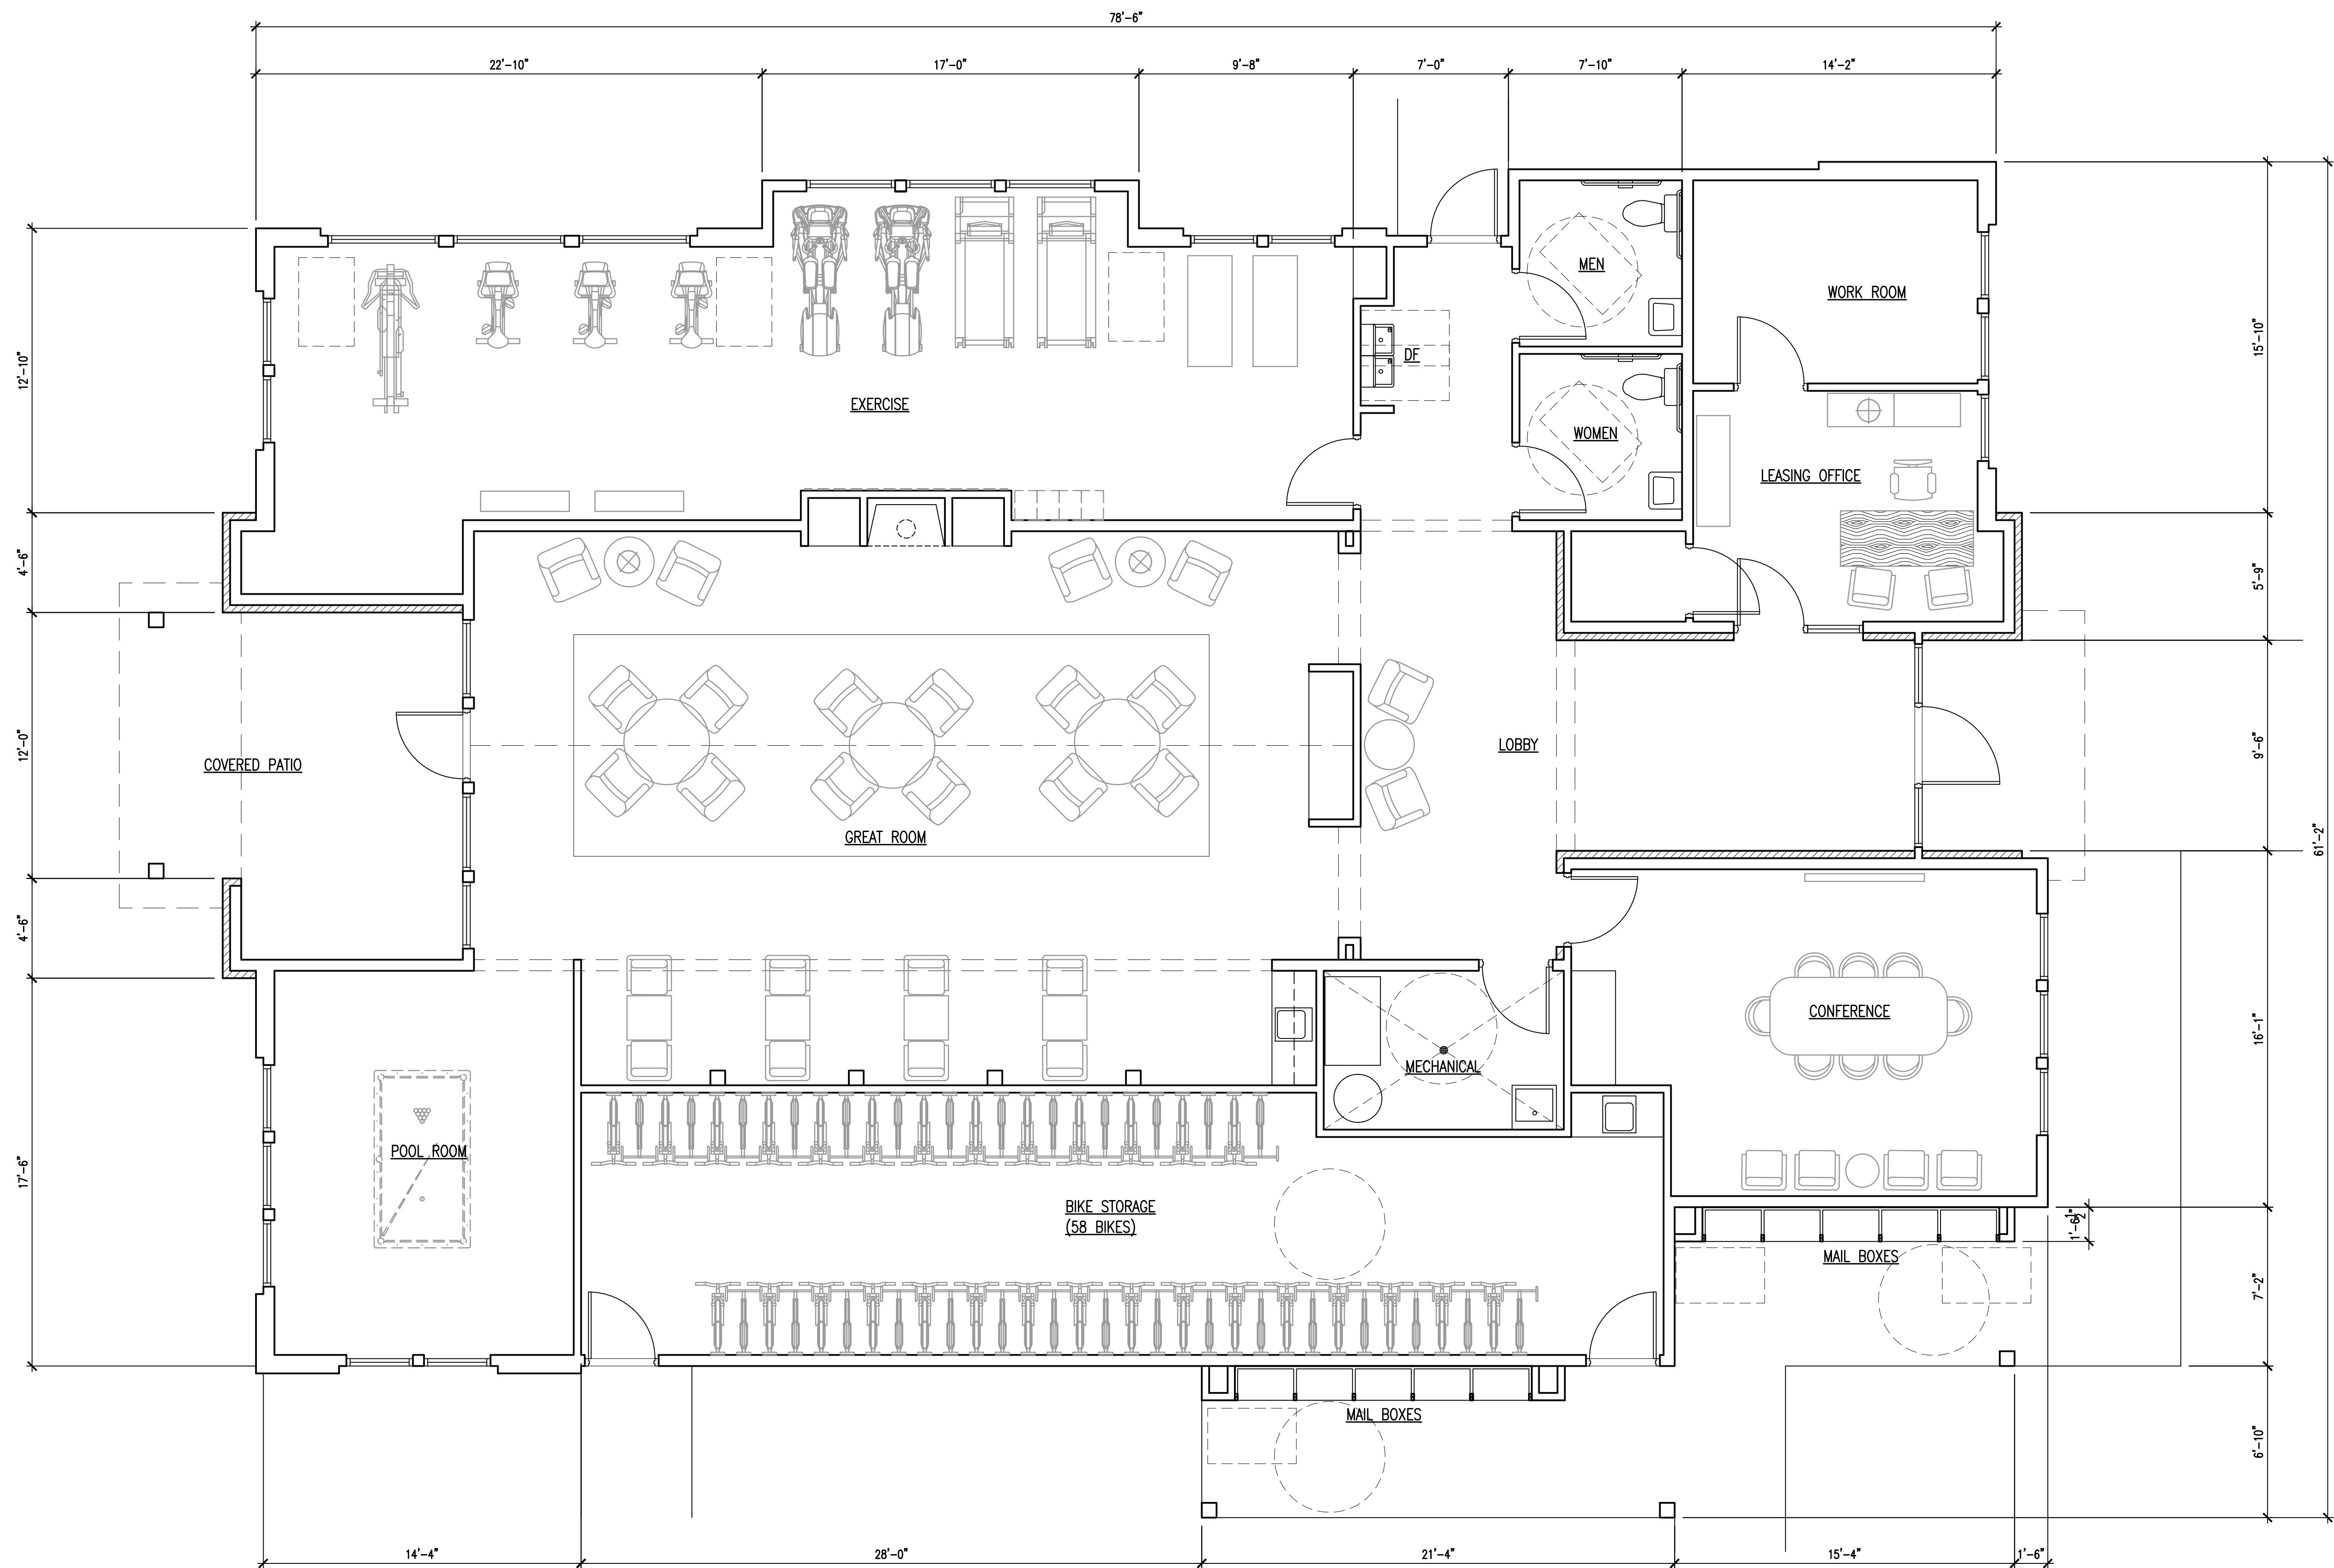 78'-6"
22'-10"
17'-0"
9'-8"
7'-0"
7'-10"
14'-2"
MEN
WORK ROOM
DF
12'-10"
15'-10"
EXERCISE
WOMEN
LEASING OFFICE
4'-6"
5'-9"
12'-0"
COVERED PATIO
LOBBY
9'-6"
GREAT ROOM
61'-2"
4'-6"
CONFERENCE
16'-1"
MECHANICAL
POOL ROOM
17'-6"
BIKE STORAGE
(58 BIKES)
1'-6 1/2"
MAIL BOXES
7'-2"
MAIL BOXES
6'-10"
14'-4"
28'-0"
21'-4"
15'-4"
1'-6"